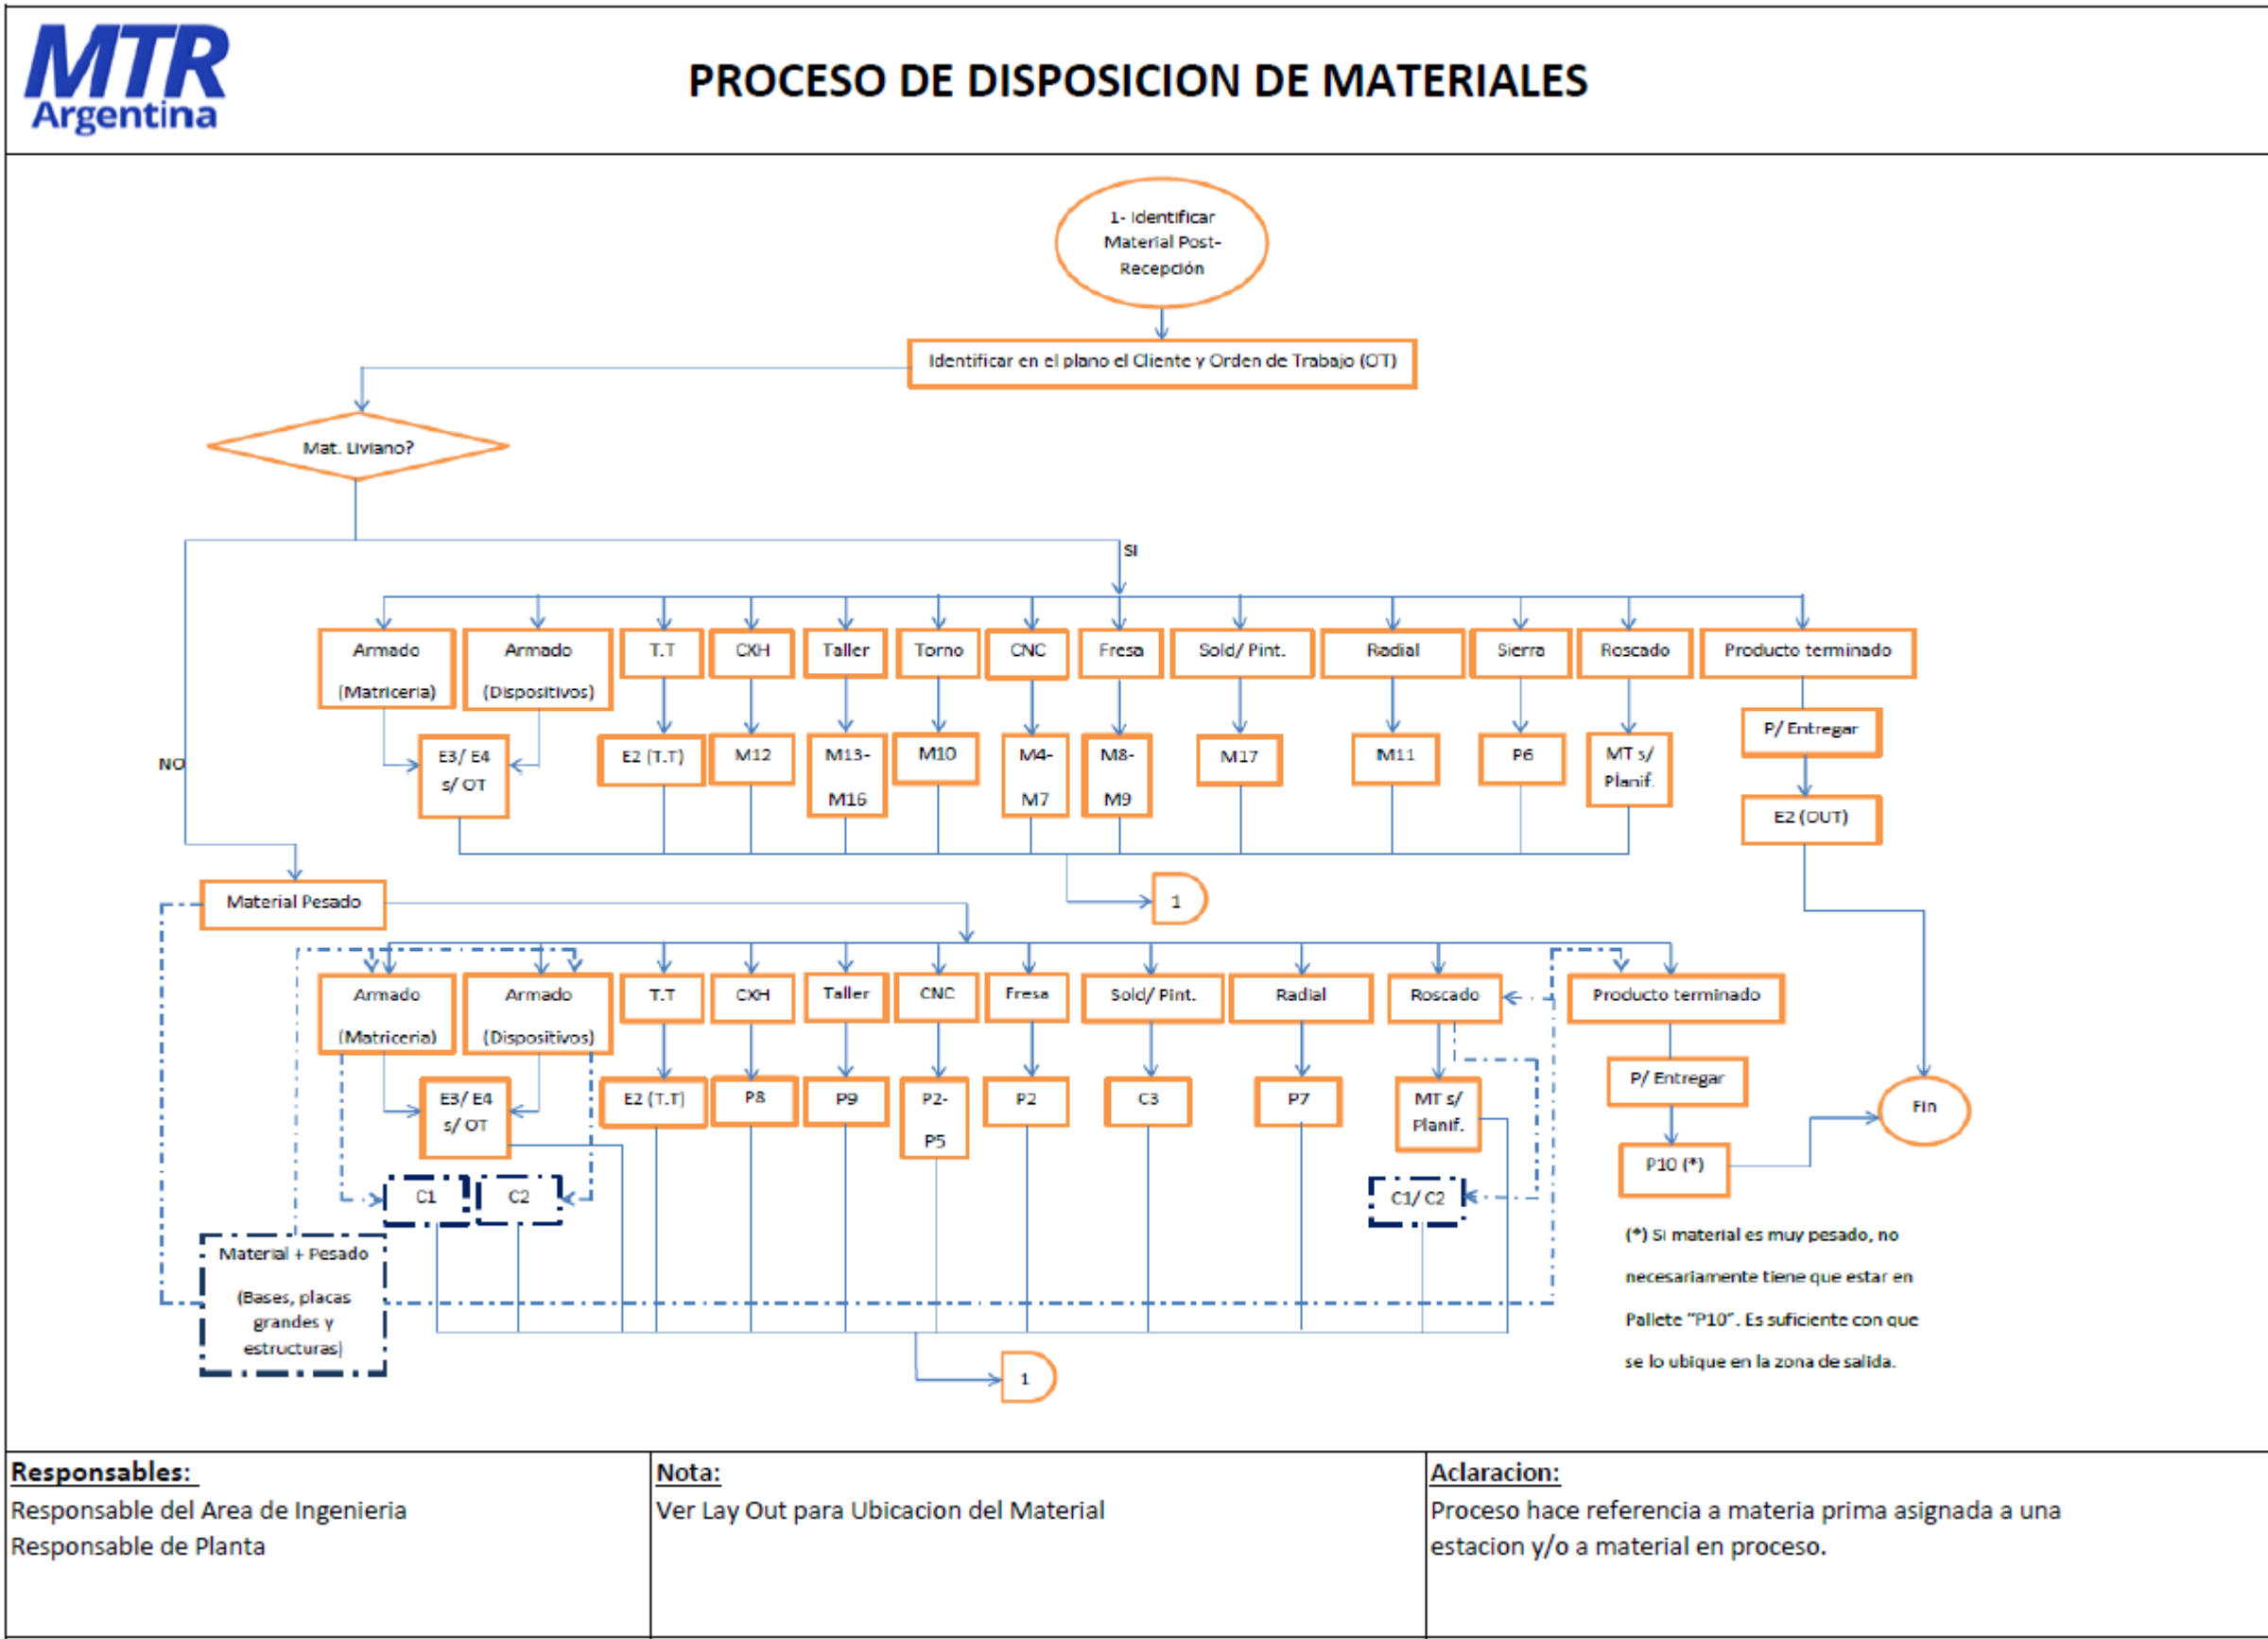 MTR
Argentina
PROCESO DE DISPOSICION DE MATERIALES
1- Identificar
Material Post-
Recepción
Identificar en el plano el Cliente y Orden de Trabajo (OT)
Mat. Liviano?
SI
NO
Armado
(Matriceria)
Armado
(Dispositivos)
T.T
CXH
Taller
Torno
CNC
Fresa
Sold/ Pint.
Radial
Sierra
Roscado
Producto terminado
E3/ E4
s/ OT
E2 (T.T)
M12
M13-
M16
M10
M4-
M7
M8-
M9
M17
M11
P6
MT s/
Planif.
P/ Entregar
E2 (OUT)
1
Material Pesado
Armado
(Matriceria)
Armado
(Dispositivos)
T.T
CXH
Taller
CNC
Fresa
Sold/ Pint.
Radial
Roscado
Producto terminado
E3/ E4
s/ OT
E2 (T.T)
P8
P9
P2-
P5
P2
C3
P7
MT s/
Planif.
P/ Entregar
P10 (*)
Fin
C1
C2
C1/ C2
Material + Pesado
(Bases, placas
grandes y
estructuras)
1
(*) Si material es muy pesado, no
necesariamente tiene que estar en
Pallete "P10". Es suficiente con que
se lo ubique en la zona de salida.
Responsables:
Responsable del Area de Ingenieria
Responsable de Planta
Nota:
Ver Lay Out para Ubicacion del Material
Aclaracion:
Proceso hace referencia a materia prima asignada a una
estacion y/o a material en proceso.